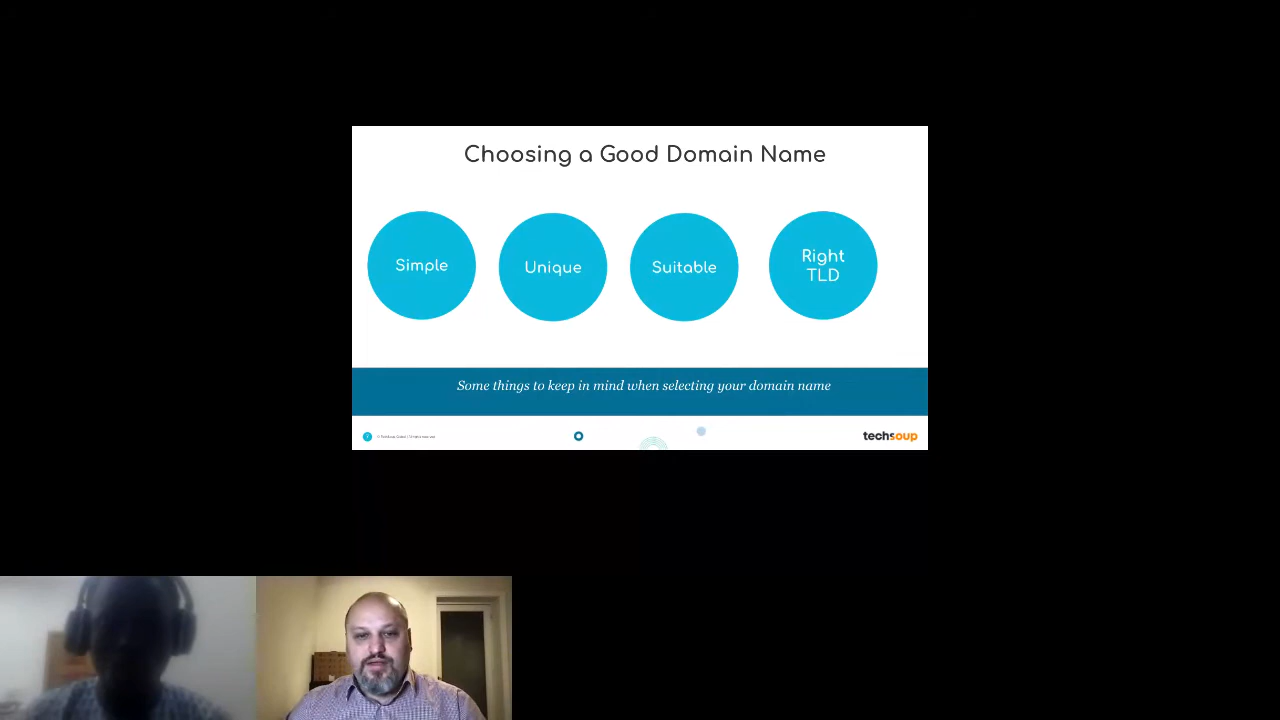 Choosing a Good Domain Name
Simple
Unique
Suitable
Right
TLD
Some things to keep in mind when selecting your domain name
techsoup